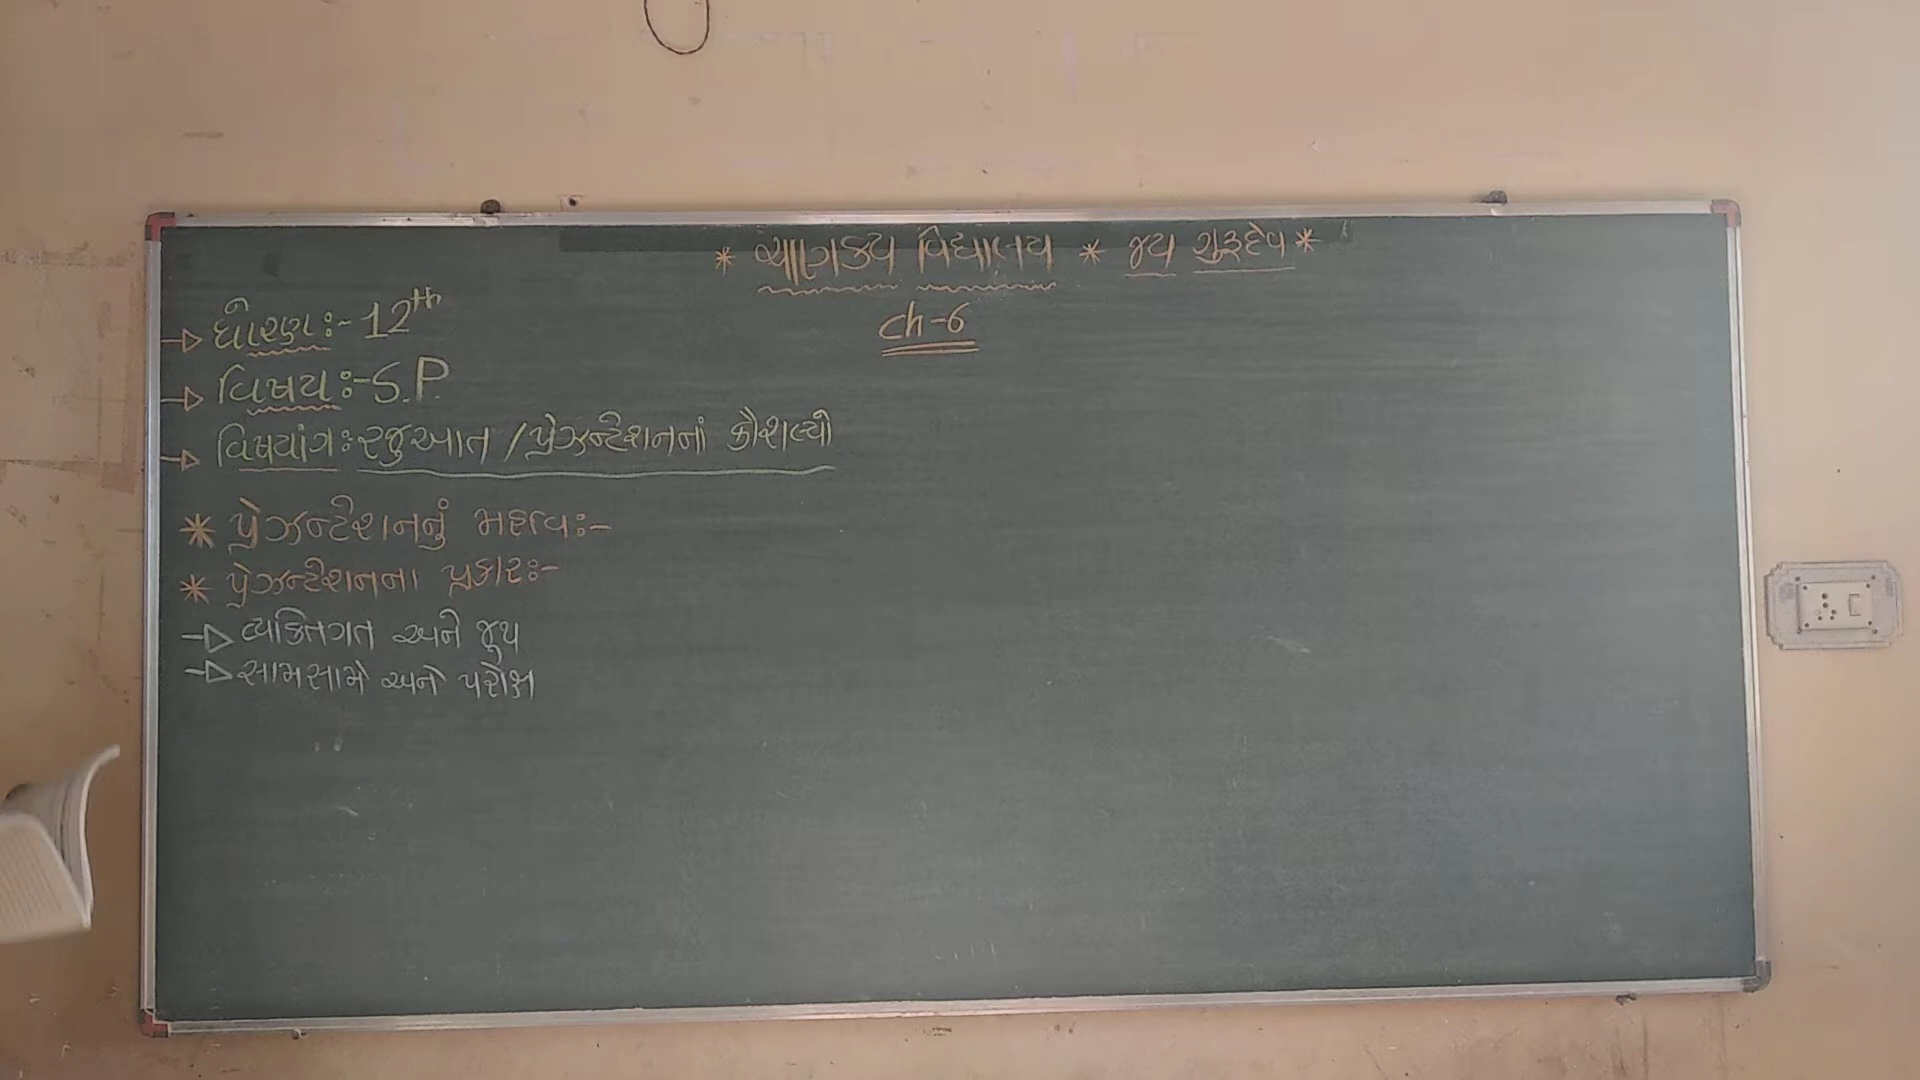 * ચાણક્ય વિદ્યાલય * જય ગુરૂદેવ *
ch-6
→ ધોરણ:- 12th
→ વિષય:- S.P.
→ વિષયાંગ: રજુઆત / પ્રેઝન્ટેશનનાં કૌશલ્યો
* પ્રેઝન્ટેશનનું મહત્વ:-
* પ્રેઝન્ટેશનના પ્રકાર:-
→ વ્યક્તિગત અને જુથ
→ સામસામે અને પરોક્ષ